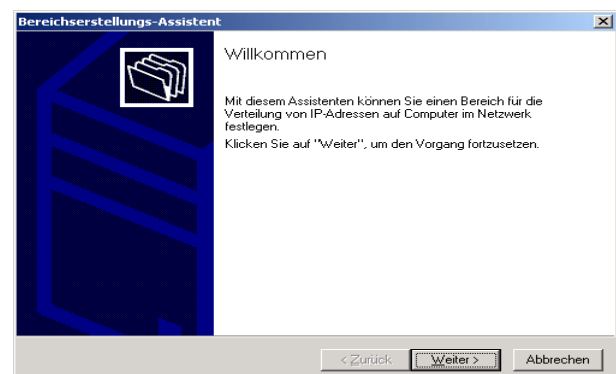 Bereichserstellungs-Assistent
Willkommen
Mit diesem Assistenten können Sie einen Bereich für die
Verteilung von IP-Adressen auf Computer im Netzwerk
festlegen.
Klicken Sie auf "Weiter", um den Vorgang fortzusetzen.
< Zurück Weiter > Abbrechen